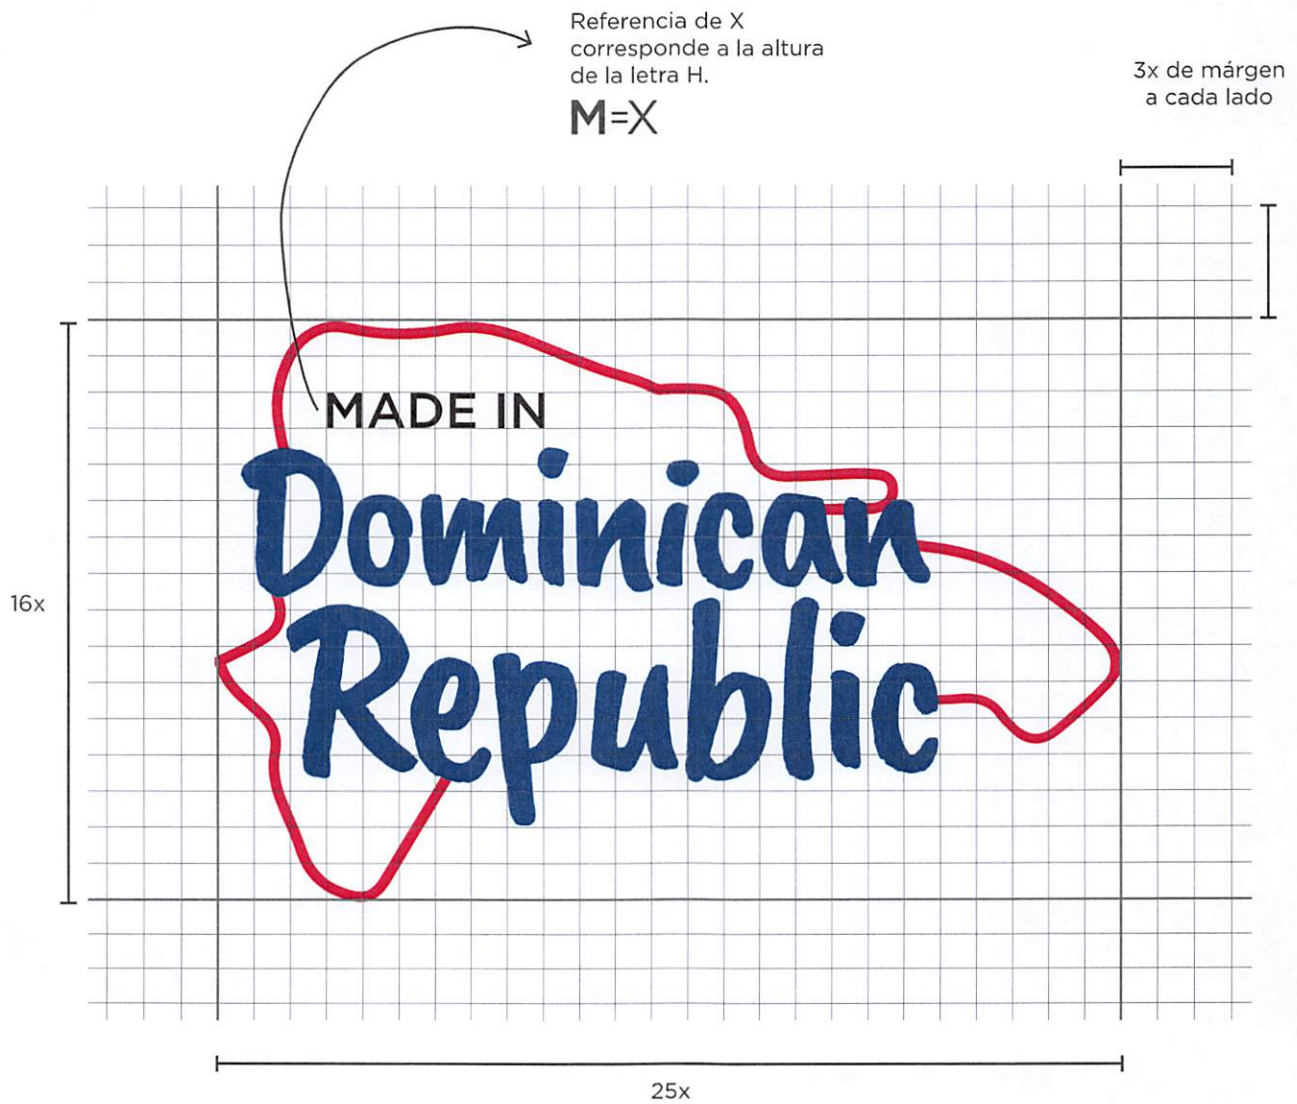 Referencia de X
corresponde a la altura
de la letra H.
M=X
3x de márgen
a cada lado
MADE IN
Dominican
Republic
16x
25x